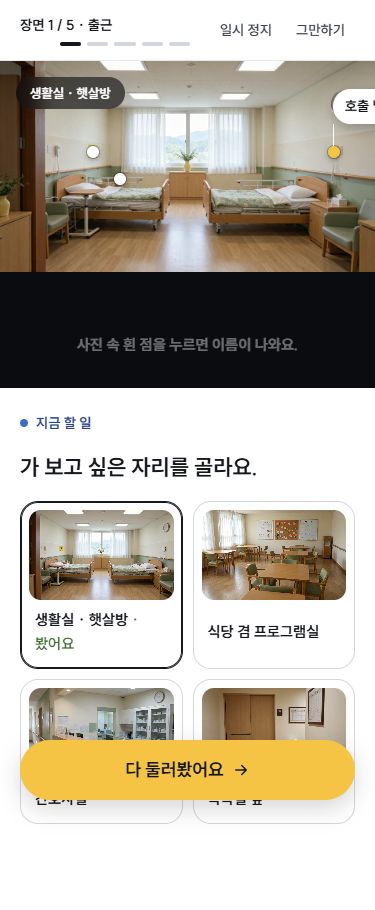 장면 1 / 5 · 출근
일시 정지
그만하기
생활실 · 햇살방
호출
사진 속 흰 점을 누르면 이름이 나와요.
지금 할 일
가 보고 싶은 자리를 골라요.
생활실 · 햇살방 ·
봤어요
식당 겸 프로그램실
다 둘러봤어요 →